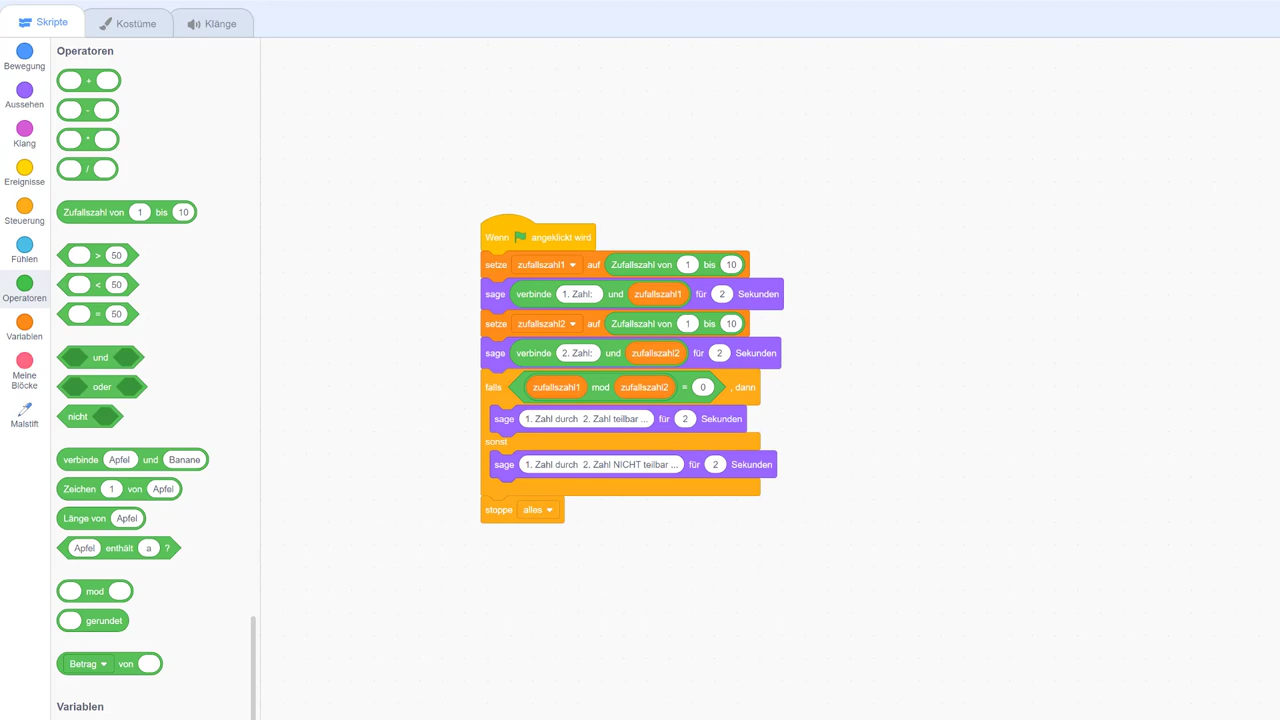 Skripte
Kostüme
Klänge
Bewegung
Aussehen
Klang
Ereignisse
Steuerung
Fühlen
Operatoren
Variablen
Meine
Blöcke
Malstift
Operatoren
+
-
*
/
Zufallszahl von 1 bis 10
> 50
< 50
= 50
und
oder
nicht
verbinde Apfel und Banane
Zeichen 1 von Apfel
Länge von Apfel
Apfel enthält a ?
mod
gerundet
Betrag von
Variablen
Wenn angeklickt wird
setze zufallszahl1 auf Zufallszahl von 1 bis 10
sage verbinde 1. Zahl: und zufallszahl1 für 2 Sekunden
setze zufallszahl2 auf Zufallszahl von 1 bis 10
sage verbinde 2. Zahl: und zufallszahl2 für 2 Sekunden
falls zufallszahl1 mod zufallszahl2 = 0 , dann
sage 1. Zahl durch 2. Zahl teilbar ... für 2 Sekunden
sonst
sage 1. Zahl durch 2. Zahl NICHT teilbar ... für 2 Sekunden
stoppe alles